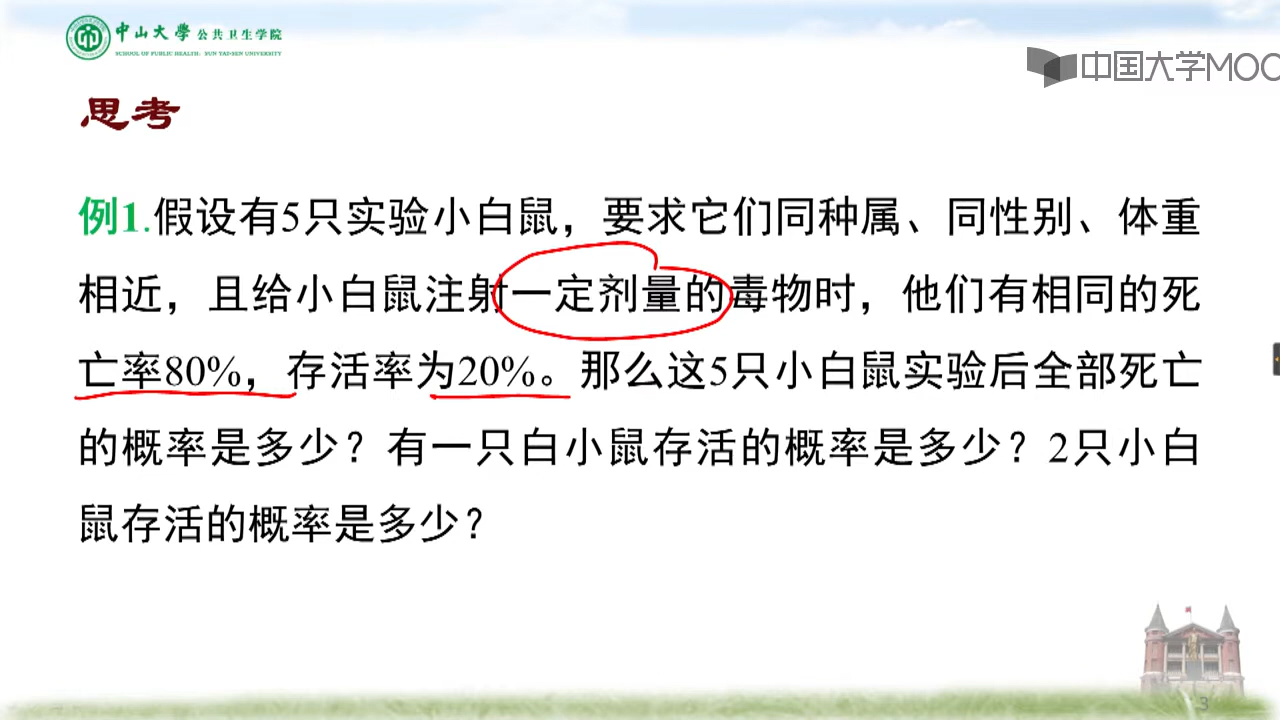 中山大學 公共卫生学院
SCHOOL OF PUBLIC HEALTH, SUN YAT-SEN UNIVERSITY
中国大学MOO
思考
例1.假设有5只实验小白鼠，要求它们同种属、同性别、体重
相近，且给小白鼠注射一定剂量的毒物时，他们有相同的死
亡率80%，存活率为20%。那么这5只小白鼠实验后全部死亡
的概率是多少？有一只白小鼠存活的概率是多少？2只小白
鼠存活的概率是多少？
3